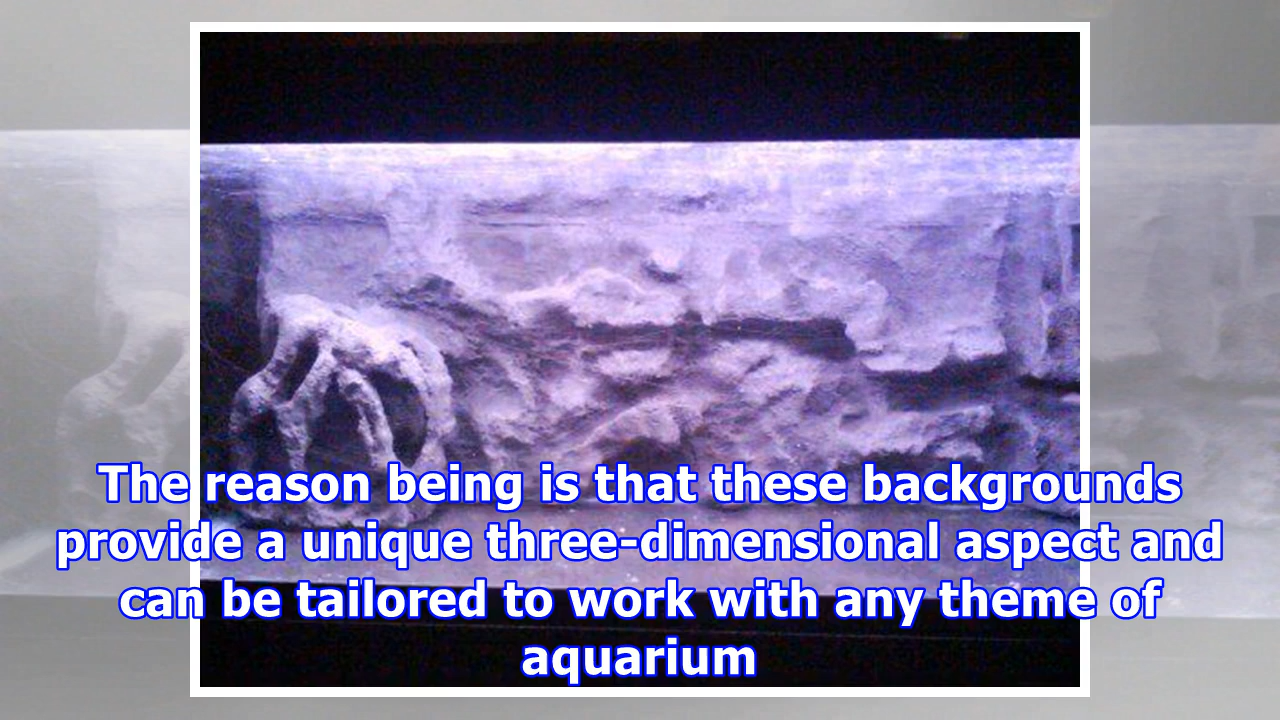 The reason being is that these backgrounds
provide a unique three-dimensional aspect and
can be tailored to work with any theme of
aquarium